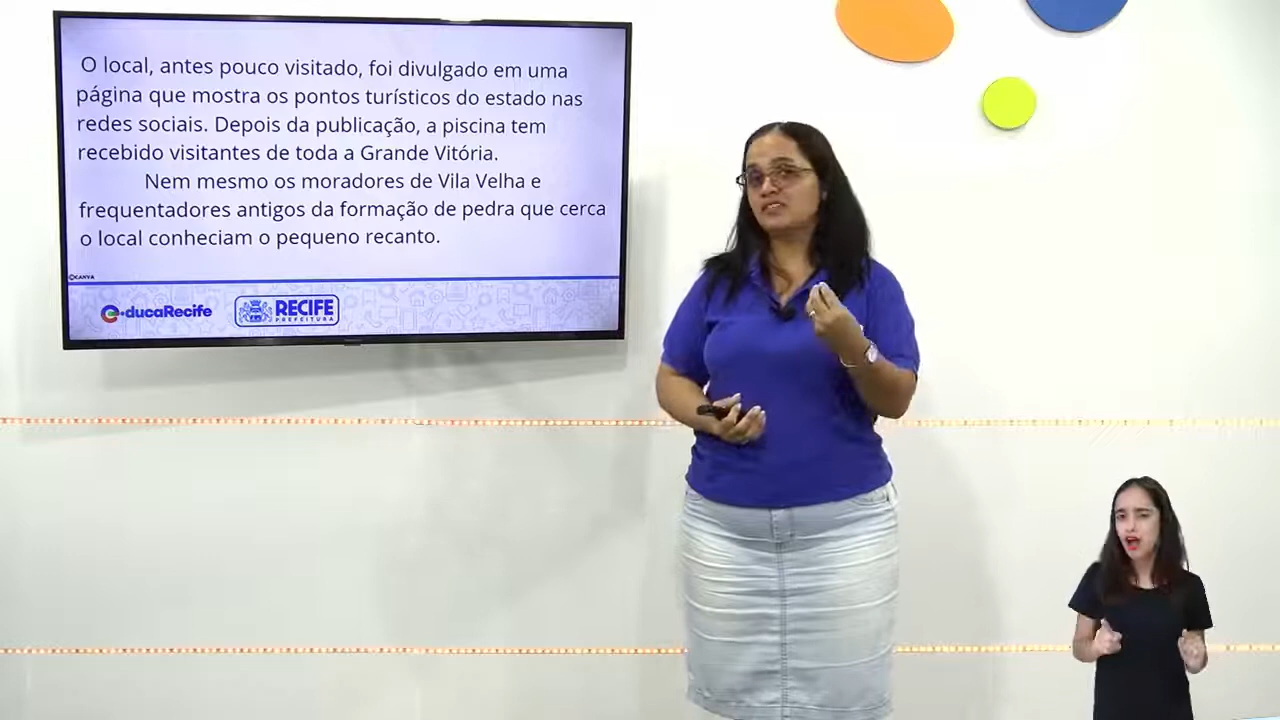 O local, antes pouco visitado, foi divulgado em uma
página que mostra os pontos turísticos do estado nas
redes sociais. Depois da publicação, a piscina tem
recebido visitantes de toda a Grande Vitória.
Nem mesmo os moradores de Vila Velha e
frequentadores antigos da formação de pedra que cerca
o local conheciam o pequeno recanto.
©CANVA
EducaRecife
RECIFE
PREFEITURA